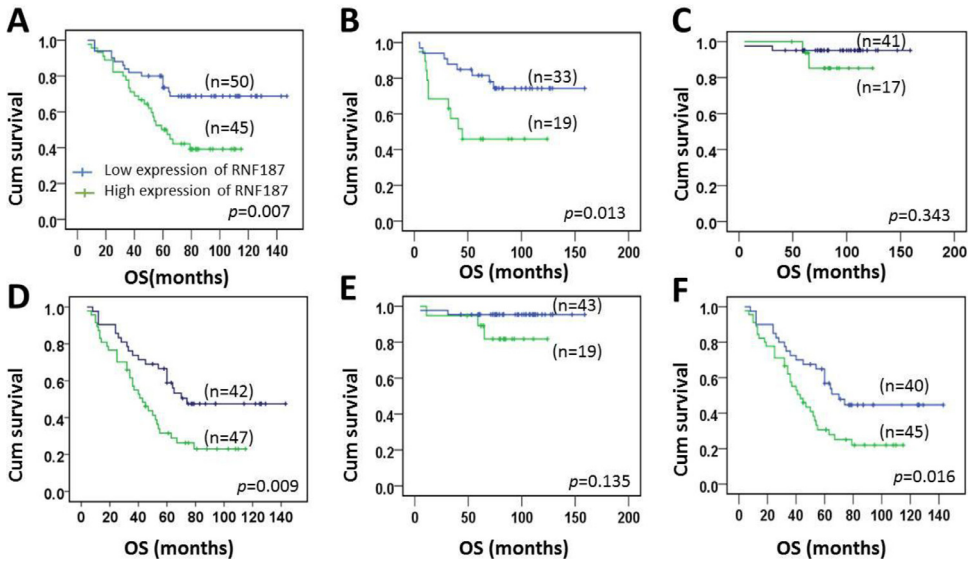 A
Cum survival
1.0
0.8
0.6
0.4
0.2
0.0
(n=50)
(n=45)
Low expression of RNF187
High expression of RNF187
p=0.007
0 20 40 60 80 100 120 140
OS(months)
B
Cum survival
1.0
0.8
0.6
0.4
0.2
0.0
(n=33)
(n=19)
p=0.013
0 50 100 150 200
OS (months)
C
Cum survival
1.0
0.8
0.6
0.4
0.2
0.0
(n=41)
(n=17)
p=0.343
0 50 100 150 200
OS (months)
D
Cum survival
1.0
0.8
0.6
0.4
0.2
0.0
(n=42)
(n=47)
p=0.009
0 20 40 60 80 100 120 140
OS (months)
E
Cum survival
1.0
0.8
0.6
0.4
0.2
0.0
(n=43)
(n=19)
p=0.135
0 50 100 150 200
OS (months)
F
Cum survival
1.0
0.8
0.6
0.4
0.2
0.0
(n=40)
(n=45)
p=0.016
0 20 40 60 80 100 120 140
OS (months)